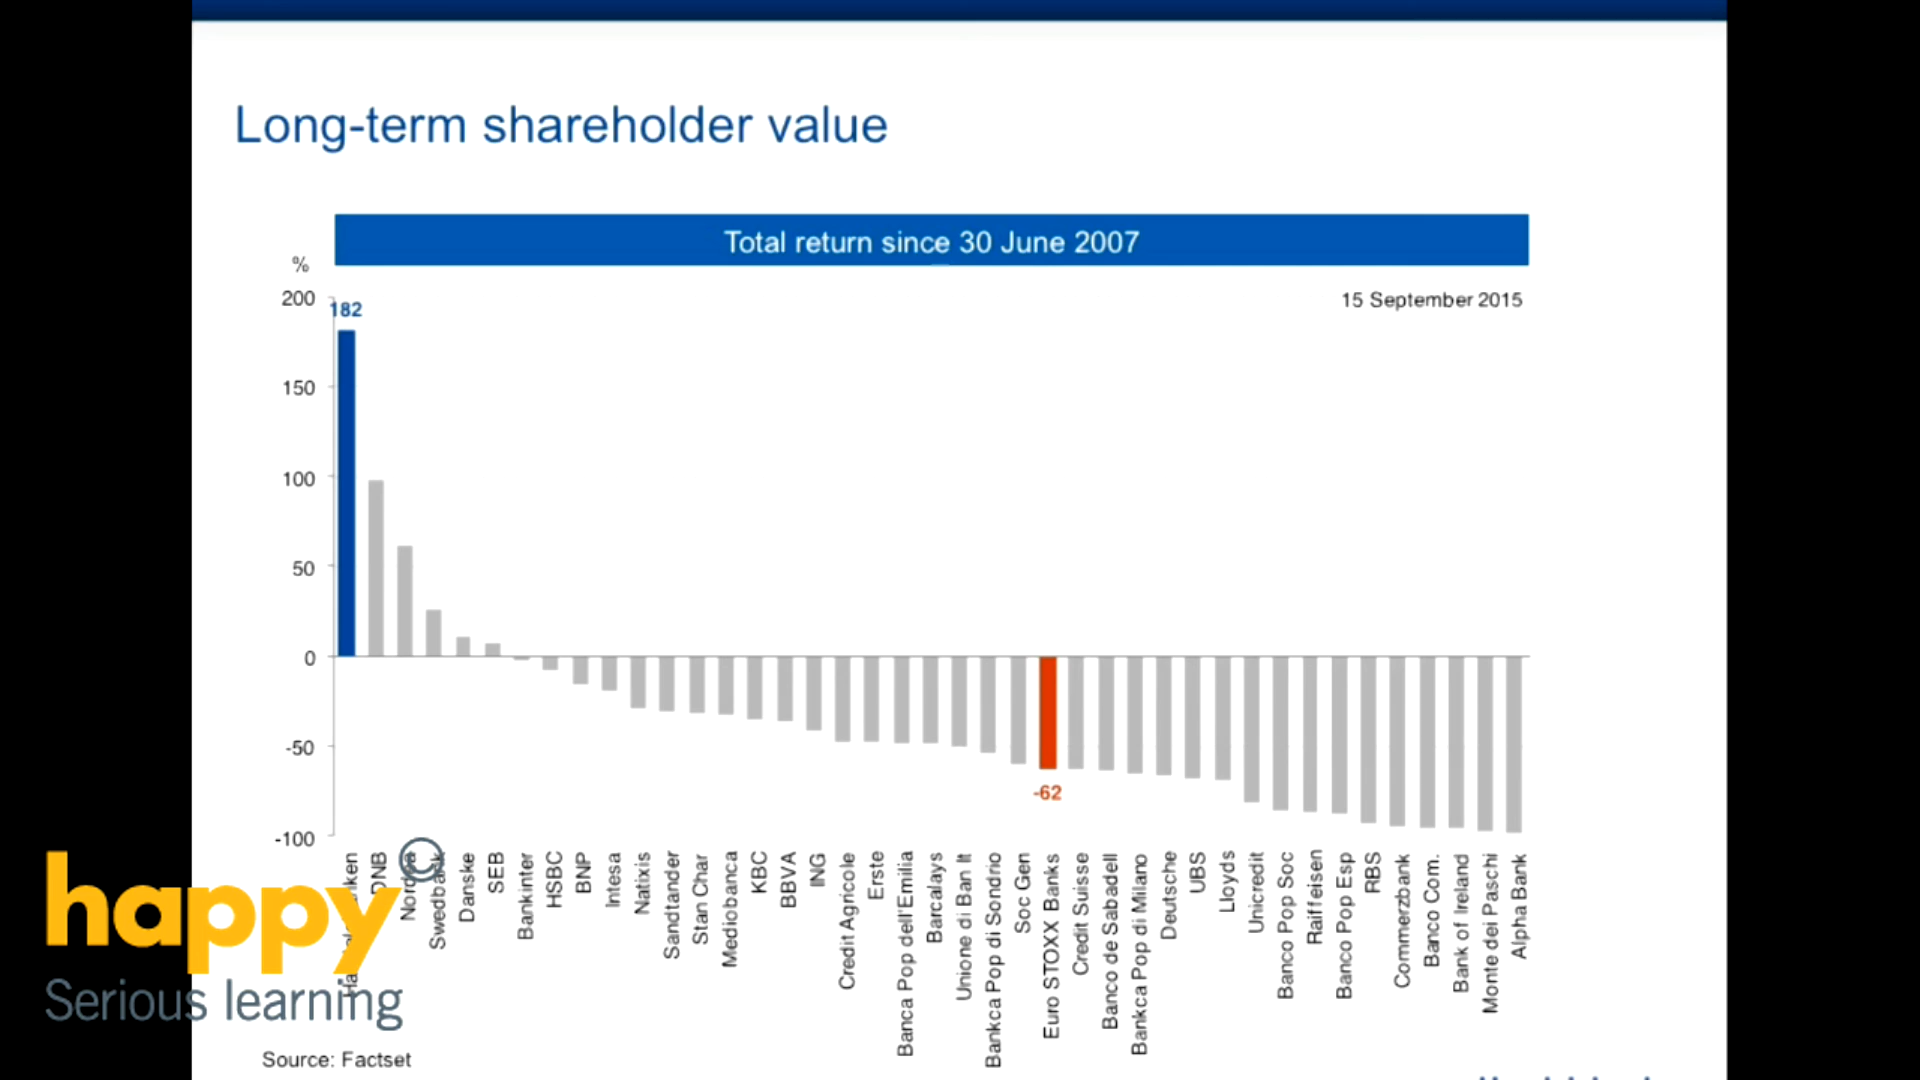 Long-term shareholder value
Total return since 30 June 2007
%
15 September 2015
200
150
100
50
0
-50
-100
182
-62
DNB
Nordea
Swedbank
Danske
SEB
Bankinter
HSBC
BNP
Intesa
Natixis
Sandtander
Stan Char
Mediobanca
KBC
BBVA
ING
Credit Agricole
Erste
Banca Pop dell'Emilia
Barcalays
Unione di Ban It
Bankca Pop di Sondrio
Soc Gen
Euro STOXX Banks
Credit Suisse
Banco de Sabadell
Bankca Pop di Milano
Deutsche
UBS
Lloyds
Unicredit
Banco Pop Soc
Raiffeisen
Banco Pop Esp
RBS
Commerzbank
Banco Com.
Bank of Ireland
Monte dei Paschi
Alpha Bank
happy
Serious learning
Source: Factset